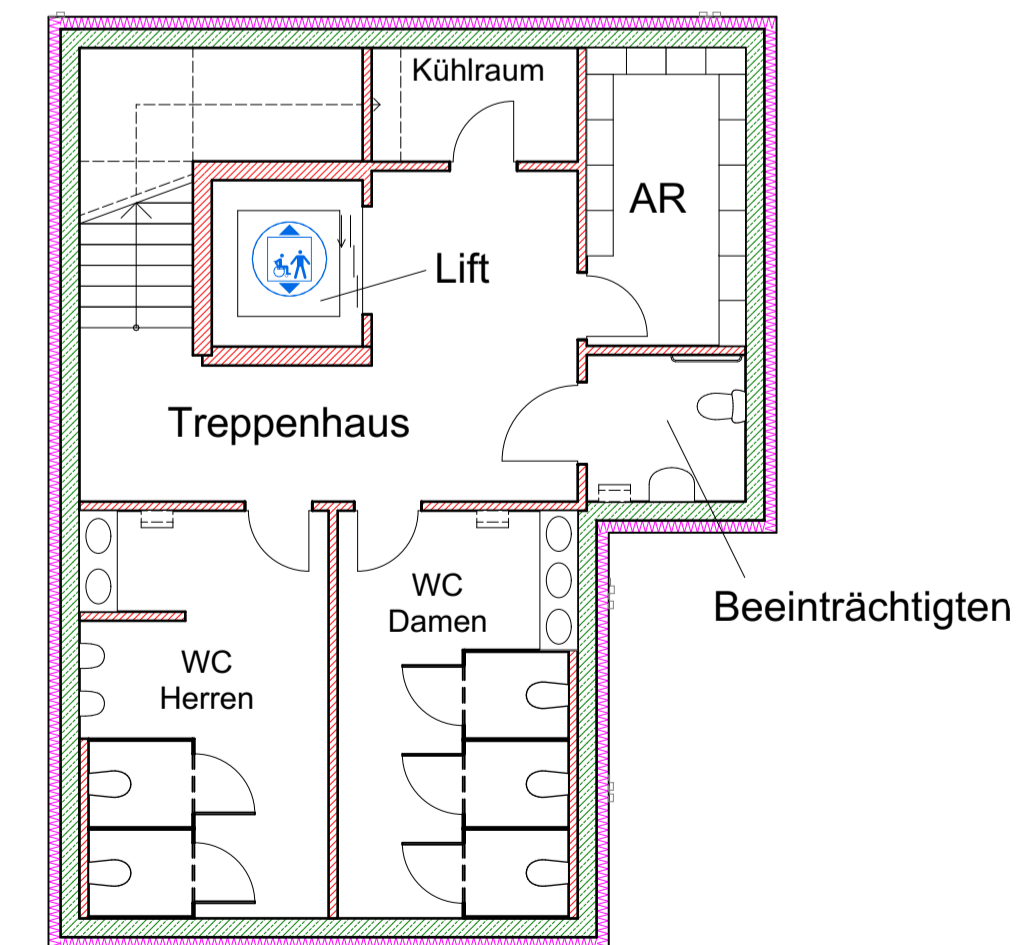 Kühlraum
AR
Lift
Treppenhaus
WC
Damen
Beeinträchtigten
WC
Herren